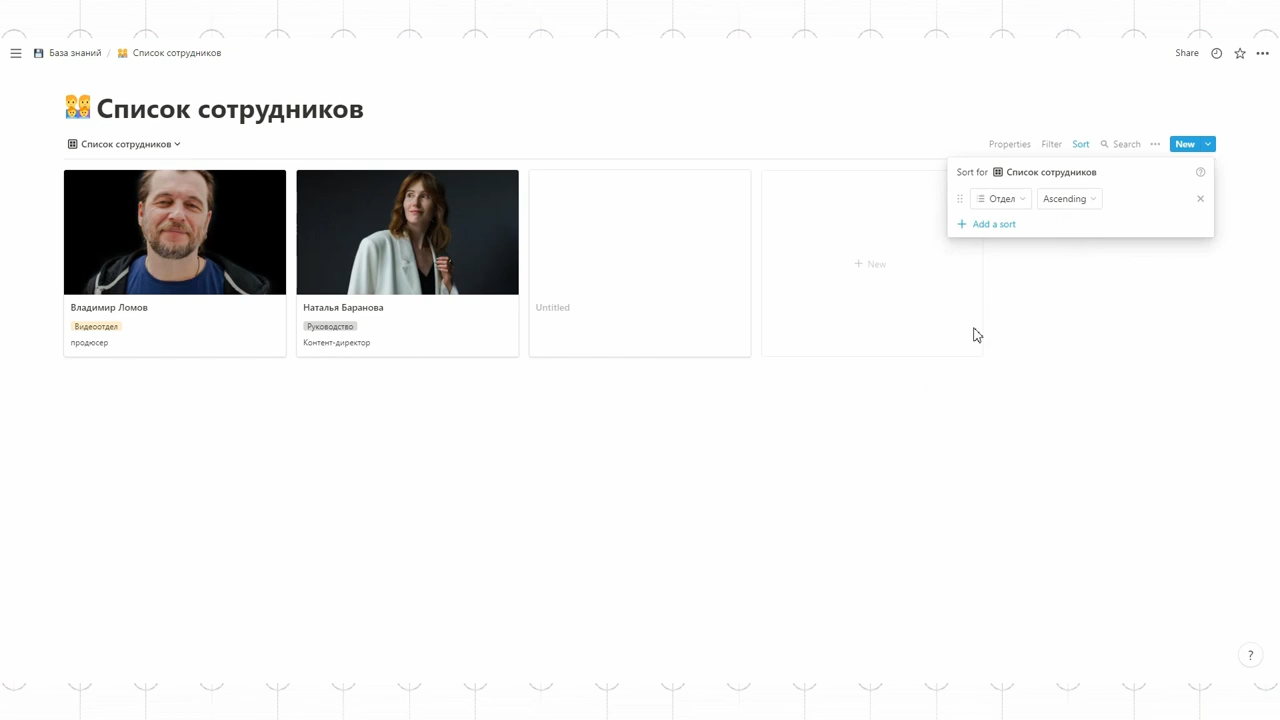 База знаний / Список сотрудников
Share
Список сотрудников
Список сотрудников
Properties Filter Sort Search New
Sort for Список сотрудников
Отдел Ascending
+ Add a sort
Владимир Ломов
Видеоотдел
продюсер
Наталья Баранова
Руководство
Контент-директор
Untitled
+ New
?